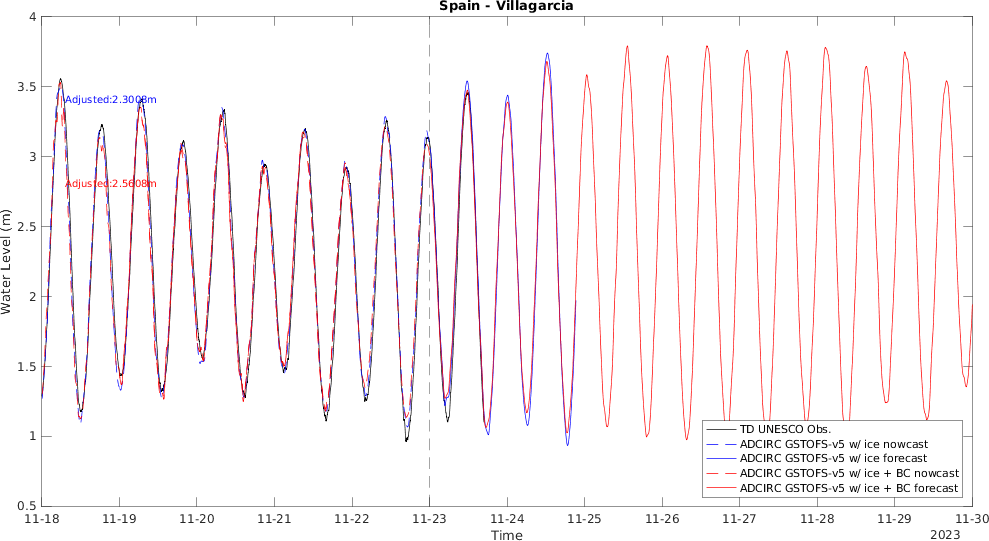 Spain - Villagarcia
4
3.5
3
2.5
2
1.5
1
0.5
Water Level (m)
Adjusted:2.3008m
Adjusted:2.5608m
TD UNESCO Obs.
ADCIRC GSTOFS-v5 w/ ice nowcast
ADCIRC GSTOFS-v5 w/ ice forecast
ADCIRC GSTOFS-v5 w/ ice + BC nowcast
ADCIRC GSTOFS-v5 w/ ice + BC forecast
11-18 11-19 11-20 11-21 11-22 11-23 11-24 11-25 11-26 11-27 11-28 11-29 11-30
Time
2023